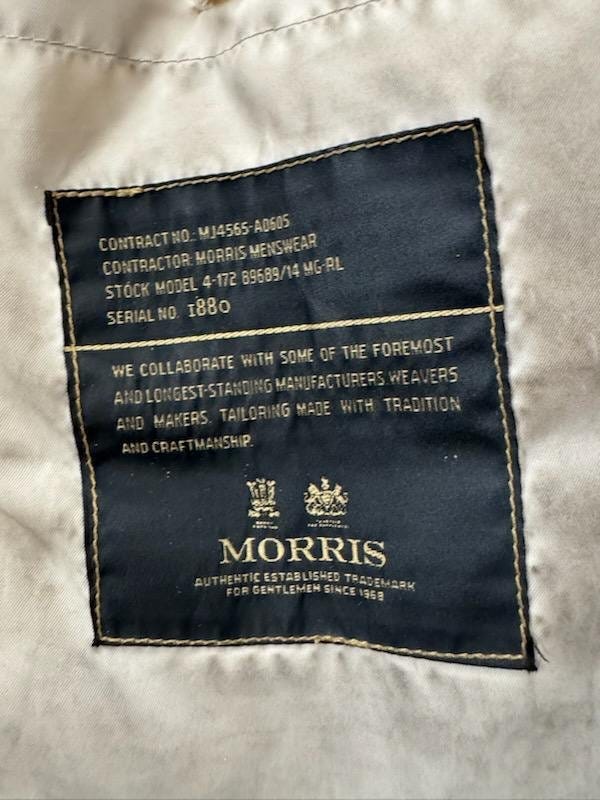 CONTRACT NO. MJ4565-A0605
CONTRACTOR: MORRIS MENSWEAR
STOCK MODEL 4-172 89689/14 MG-RL
SERIAL NO. 1880
WE COLLABORATE WITH SOME OF THE FOREMOST
AND LONGEST-STANDING MANUFACTURERS, WEAVERS
AND MAKERS. TAILORING MADE WITH TRADITION
AND CRAFTMANSHIP.
MORRIS
AUTHENTIC ESTABLISHED TRADEMARK
FOR GENTLEMEN SINCE 1968